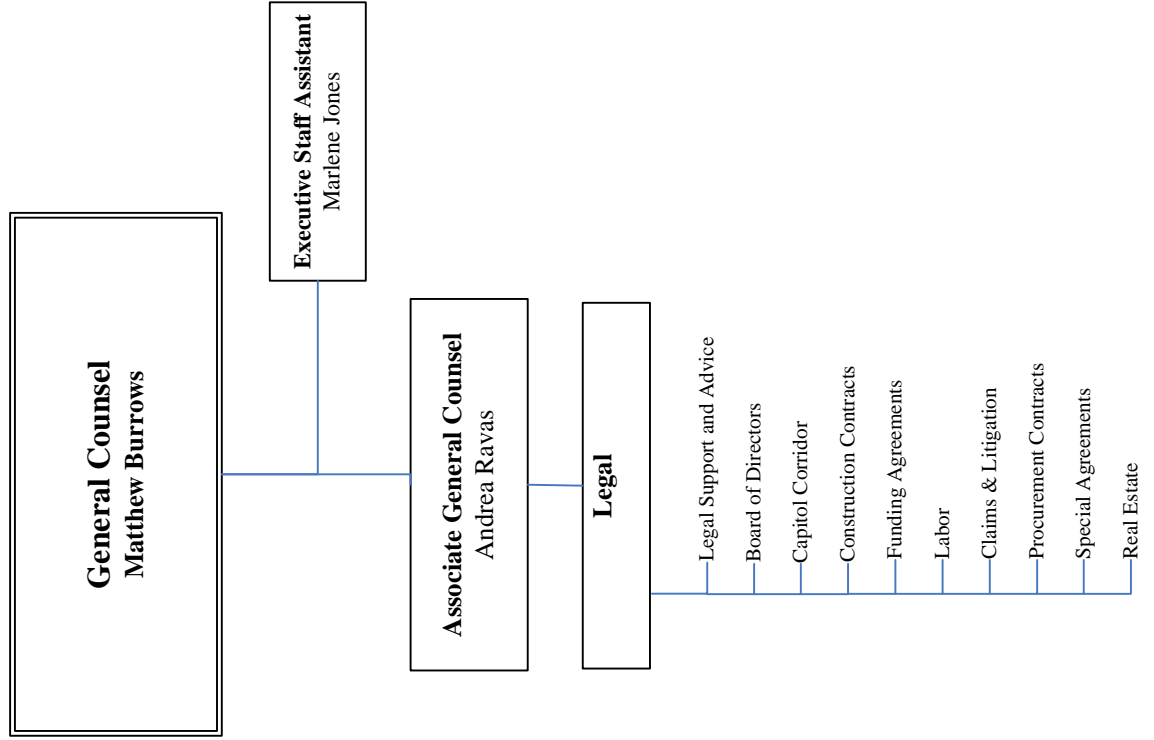 General Counsel
Matthew Burrows
Executive Staff Assistant
Marlene Jones
Associate General Counsel
Andrea Ravas
Legal
Legal Support and Advice
Board of Directors
Capitol Corridor
Construction Contracts
Funding Agreements
Labor
Claims & Litigation
Procurement Contracts
Special Agreements
Real Estate